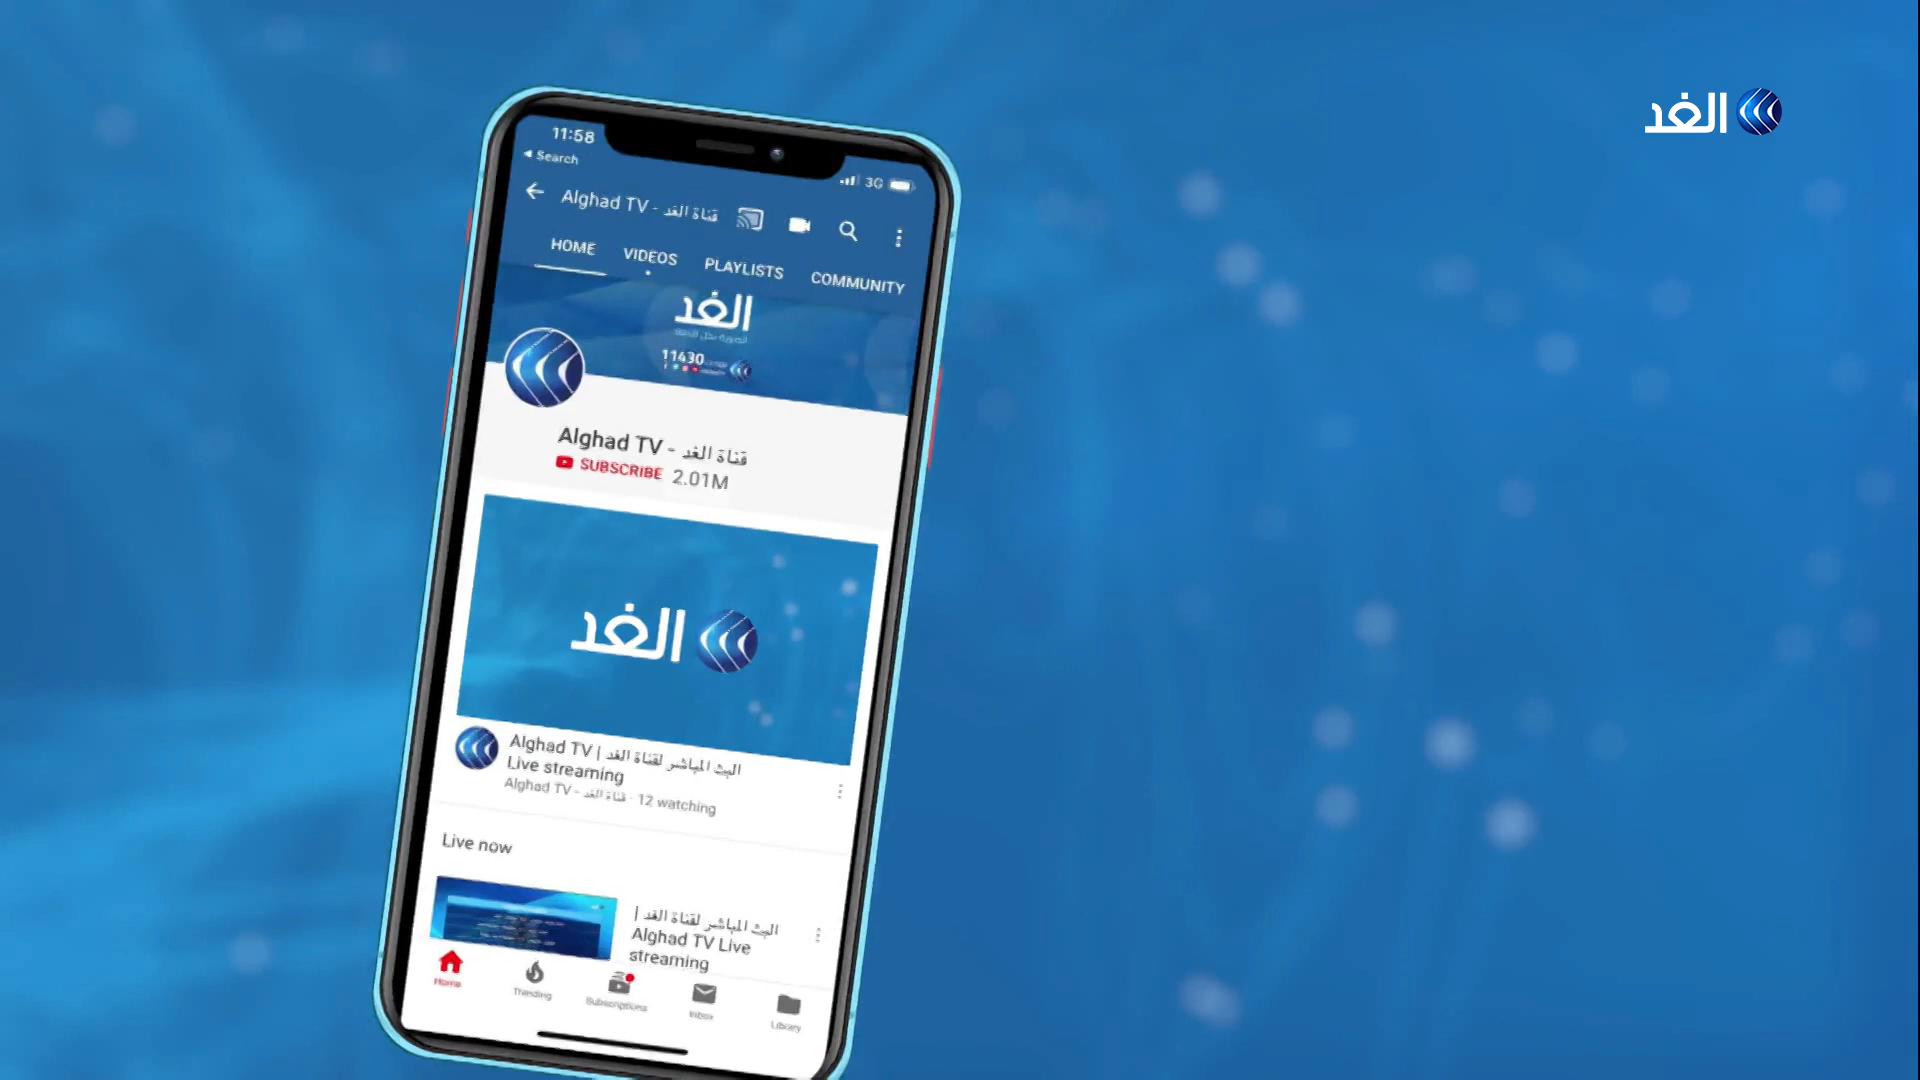 الغد
11:58
Search
3G
Alghad TV - قناة الغد
HOME VIDEOS PLAYLISTS COMMUNITY
الغد
11430
Alghad TV - قناة الغد
SUBSCRIBE 2.01M
الغد
Alghad TV | البث المباشر لقناة الغد
Live streaming
Alghad TV - قناة الغد · 12 watching
Live now
البث المباشر لقناة الغد |
Alghad TV Live
streaming
Home Trending Subscriptions Inbox Library